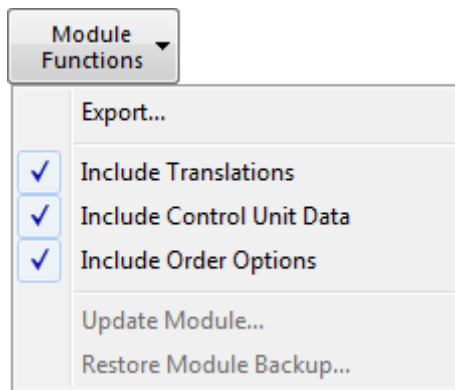 Module
Functions
Export...
Include Translations
Include Control Unit Data
Include Order Options
Update Module...
Restore Module Backup...